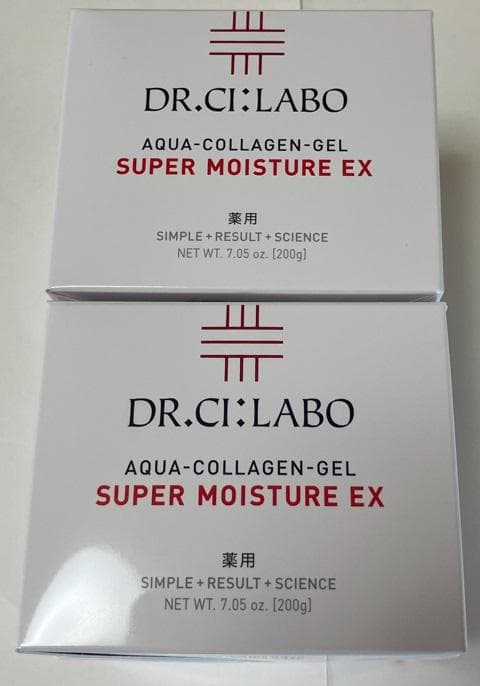 DR.CI:LABO
AQUA-COLLAGEN-GEL
SUPER MOISTURE EX
薬用
SIMPLE+RESULT+SCIENCE
NET WT. 7.05 oz. [200g]
DR.CI:LABO
AQUA-COLLAGEN-GEL
SUPER MOISTURE EX
薬用
SIMPLE+RESULT+SCIENCE
NET WT. 7.05 oz. [200g]